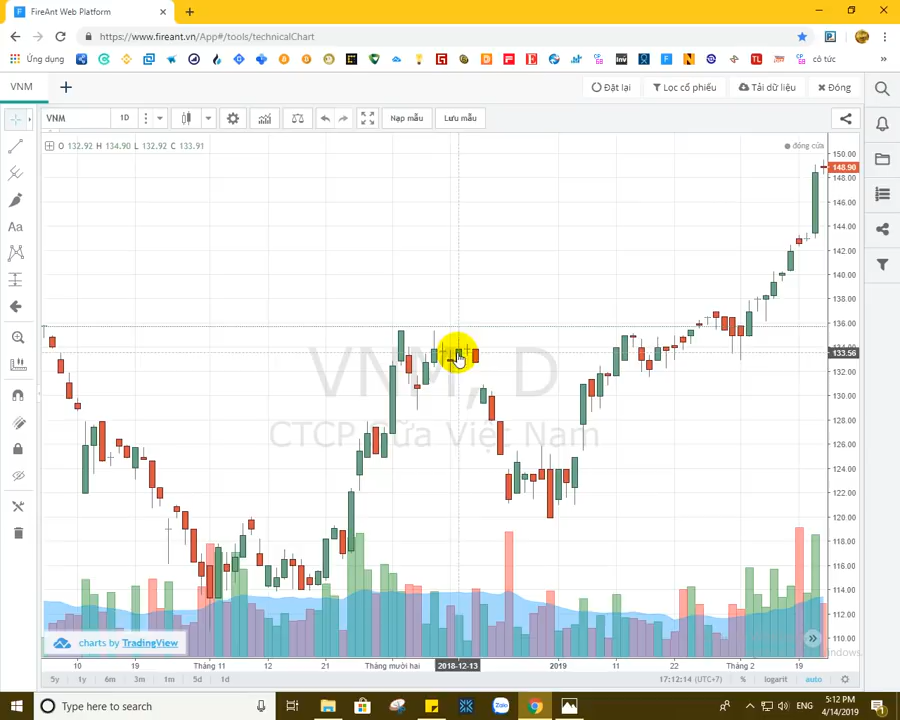 FireAnt Web Platform
https://www.fireant.vn/App#/tools/technicalChart
Ứng dụng
cổ tức
VNM
Đặt lại
Lọc cổ phiếu
Tải dữ liệu
Đóng
VNM
1D
Nạp mẫu
Lưu mẫu
O 132.92 H 134.90 L 132.92 C 133.91
đóng cửa
150.00
148.90
148.00
146.00
144.00
142.00
140.00
138.00
136.00
133.56
132.00
130.00
128.00
126.00
124.00
122.00
120.00
118.00
116.00
114.00
112.00
110.00
VNM, D
CTCP Sữa Việt Nam
Aa
charts by TradingView
10
19
Tháng 11
12
21
Tháng mười hai
2018-12-13
2019
11
22
Tháng 2
19
5y
1y
6m
3m
1m
5d
1d
17:12:14 (UTC+7)
%
logarit
auto
Type here to search
Zalo
ENG
5:12 PM
4/14/2019